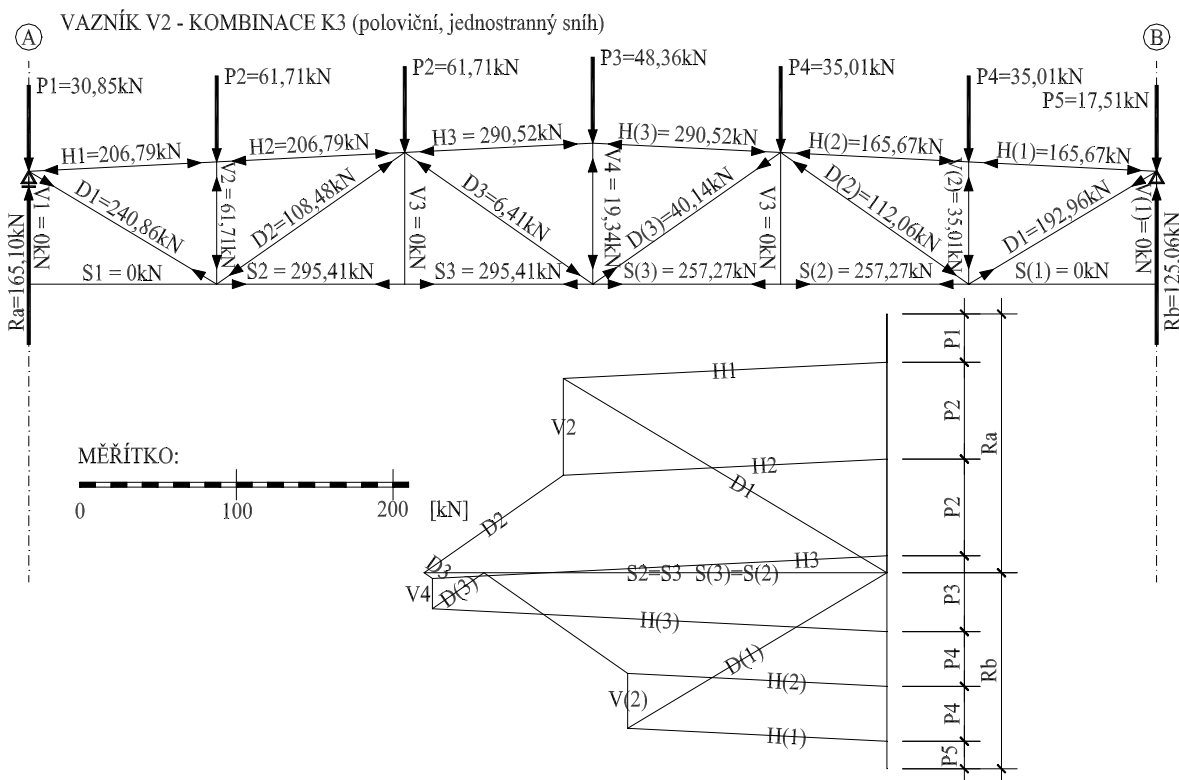 VAZNÍK V2 - KOMBINACE K3 (poloviční, jednostranný sníh)
A
B
P1=30,85kN
P2=61,71kN
P2=61,71kN
P3=48,36kN
P4=35,01kN
P4=35,01kN
P5=17,51kN
H1=206,79kN
H2=206,79kN
H3 = 290,52kN
H(3)= 290,52kN
H(2)=165,67kN
H(1)=165,67kN
Ra=165,10kN
V1 = 0kN
D1=240,86kN
V2 = 61,71kN
D2=108,48kN
V3 = 0kN
D3=6,41kN
V4 = 19,34kN
D(3)=40,14kN
V3 = 0kN
D(2)=112,06kN
V(2)= 35,01kN
D1=192,96kN
V(1)= 0kN
Rb=125,06kN
S1 = 0kN
S2 = 295,41kN
S3 = 295,41kN
S(3) = 257,27kN
S(2) = 257,27kN
S(1) = 0kN
P1
H1
V2
P2
Ra
MĚŘÍTKO:
0
100
200
[kN]
H2
D1
D2
P2
D3
H3
S2=S3
S(3)=S(2)
V4
D(3)
H(3)
P3
D(1)
P4
Rb
H(2)
V(2)
P4
H(1)
P5